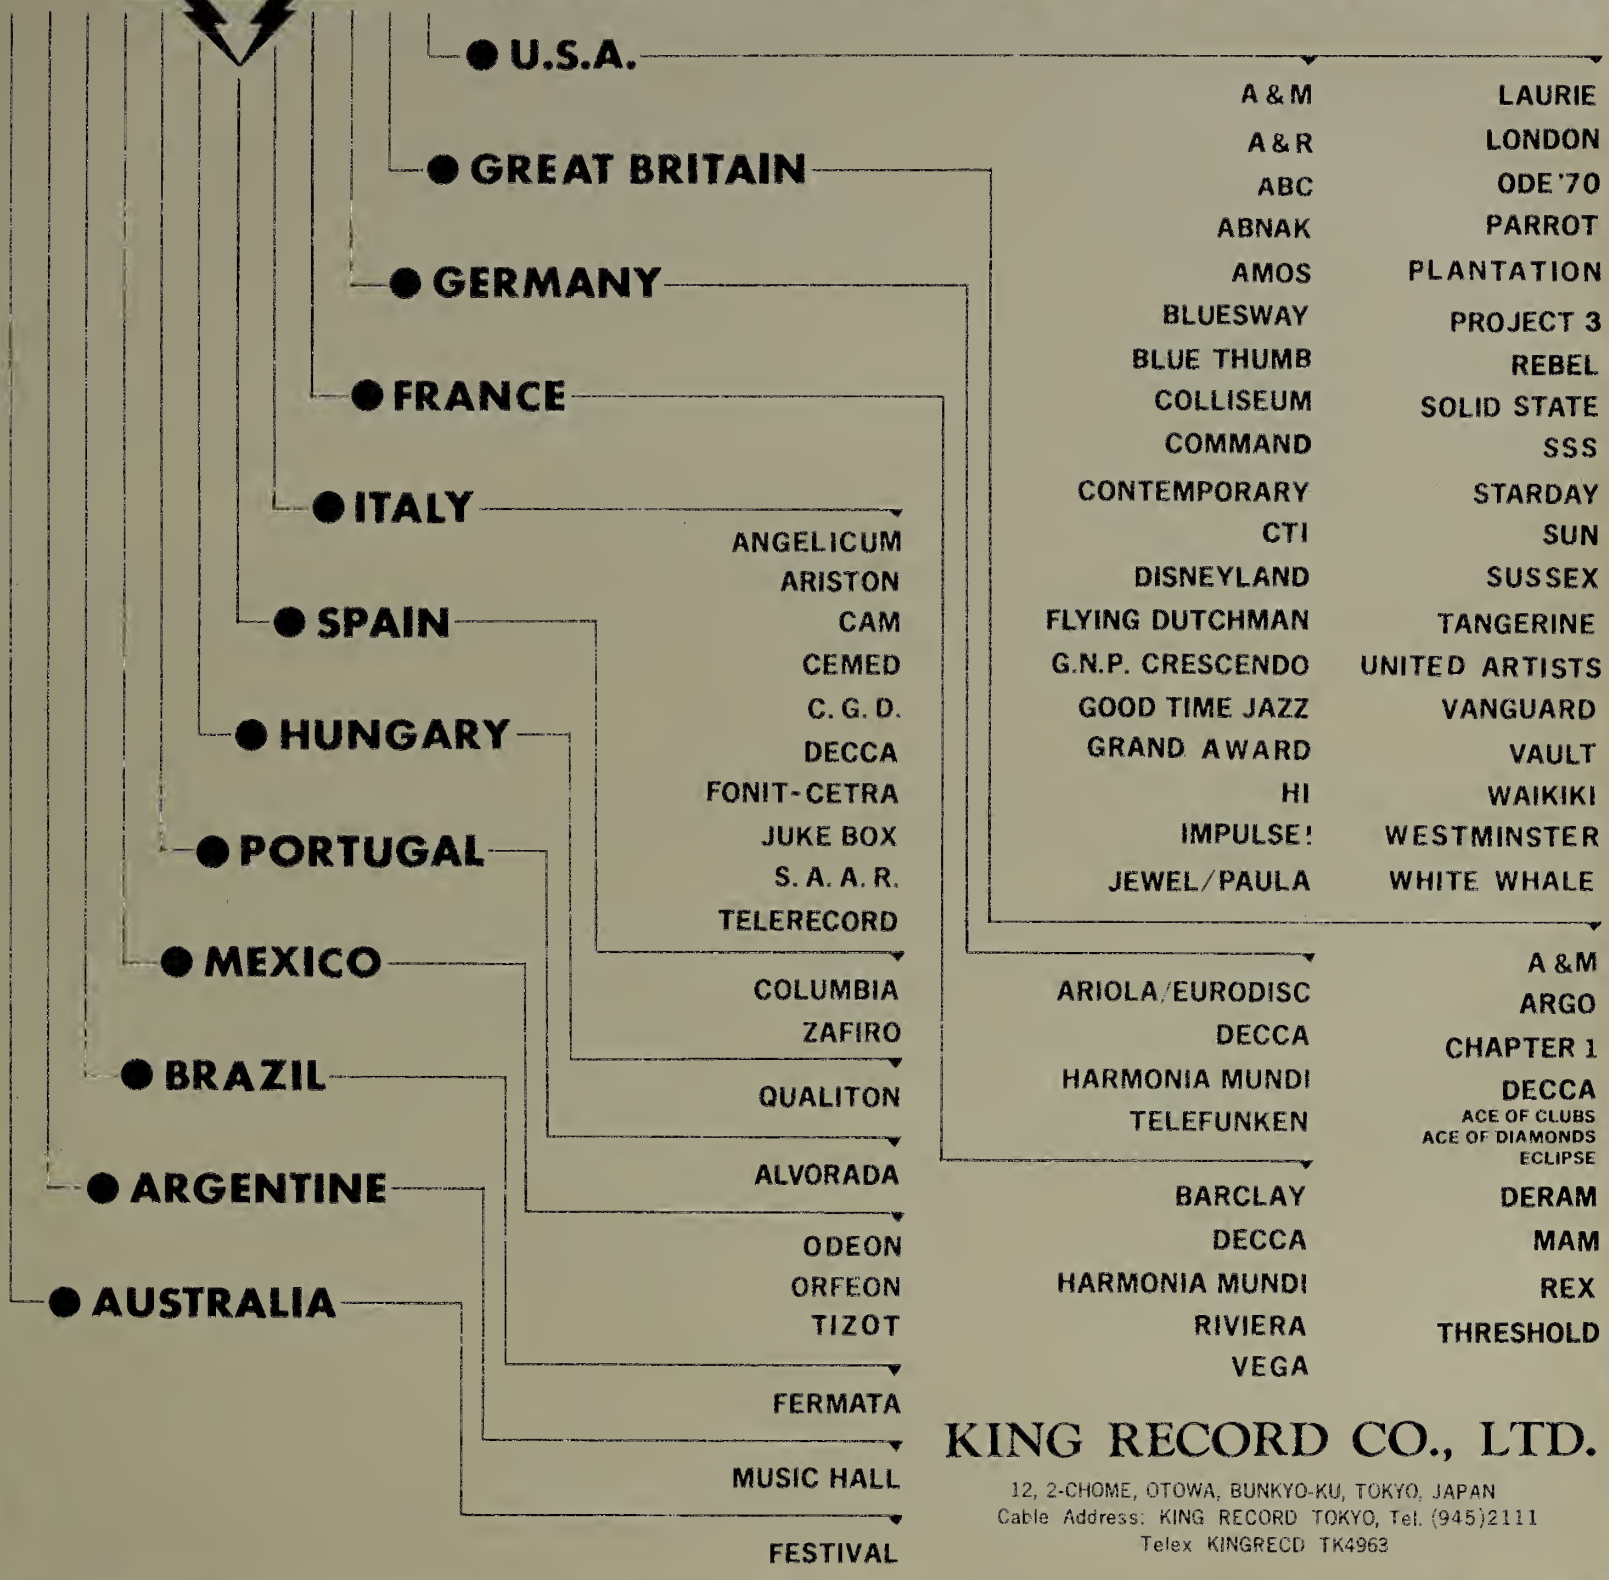 U.S.A.
A & M
A & R
ABC
ABNAK
AMOS
BLUESWAY
BLUE THUMB
COLLISEUM
COMMAND
CONTEMPORARY
CTI
DISNEYLAND
FLYING DUTCHMAN
G.N.P. CRESCENDO
GOOD TIME JAZZ
GRAND AWARD
HI
IMPULSE!
JEWEL/PAULA
LAURIE
LONDON
ODE '70
PARROT
PLANTATION
PROJECT 3
REBEL
SOLID STATE
SSS
STARDAY
SUN
SUSSEX
TANGERINE
UNITED ARTISTS
VANGUARD
VAULT
WAIKIKI
WESTMINSTER
WHITE WHALE
GREAT BRITAIN
A & M
ARGO
CHAPTER 1
DECCA
ACE OF CLUBS
ACE OF DIAMONDS
ECLIPSE
DERAM
MAM
REX
THRESHOLD
GERMANY
ARIOLA/EURODISC
DECCA
HARMONIA MUNDI
TELEFUNKEN
FRANCE
BARCLAY
DECCA
HARMONIA MUNDI
RIVIERA
VEGA
ITALY
ANGELICUM
ARISTON
CAM
CEMED
C. G. D.
DECCA
FONIT-CETRA
JUKE BOX
S. A. A. R.
TELERECORD
SPAIN
COLUMBIA
ZAFIRO
HUNGARY
QUALITON
PORTUGAL
ALVORADA
MEXICO
ODEON
ORFEON
TIZOT
BRAZIL
FERMATA
ARGENTINE
MUSIC HALL
AUSTRALIA
FESTIVAL
KING RECORD CO., LTD.
12, 2-CHOME, OTOWA, BUNKYO-KU, TOKYO, JAPAN
Cable Address: KING RECORD TOKYO, Tel. (945)2111
Telex KINGRECD TK4963